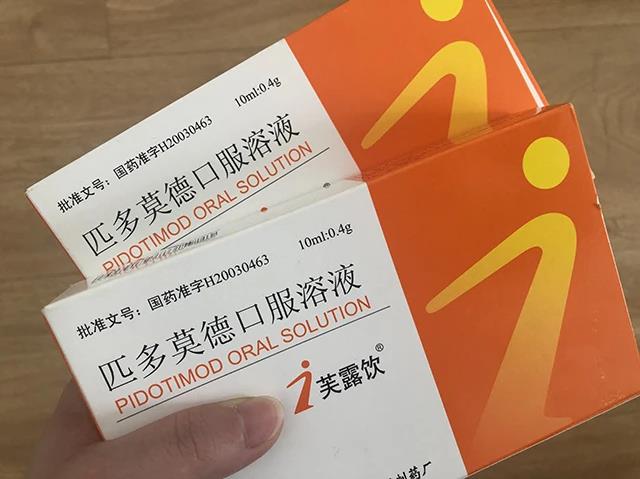 批准文号：国药准字H20030463
10ml:0.4g
匹多莫德口服溶液
PIDOTIMOD ORAL SOLUTION
批准文号：国药准字H20030463
10ml:0.4g
匹多莫德口服溶液
PIDOTIMOD ORAL SOLUTION
芙露饮®
制药厂